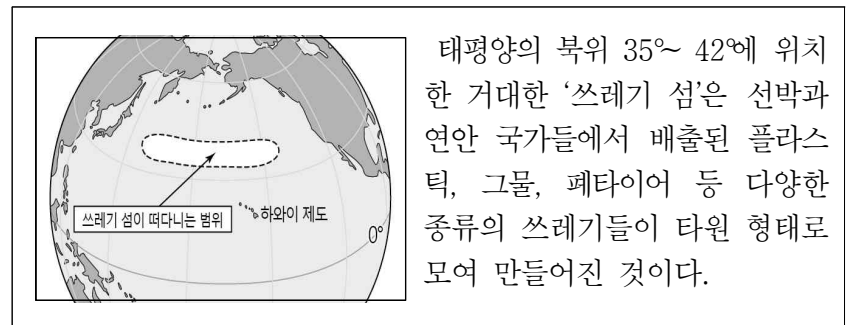 쓰레기 섬이 떠다니는 범위
하와이 제도
0°
태평양의 북위 35°~ 42°에 위치
한 거대한 ‘쓰레기 섬’은 선박과
연안 국가들에서 배출된 플라스
틱, 그물, 폐타이어 등 다양한
종류의 쓰레기들이 타원 형태로
모여 만들어진 것이다.